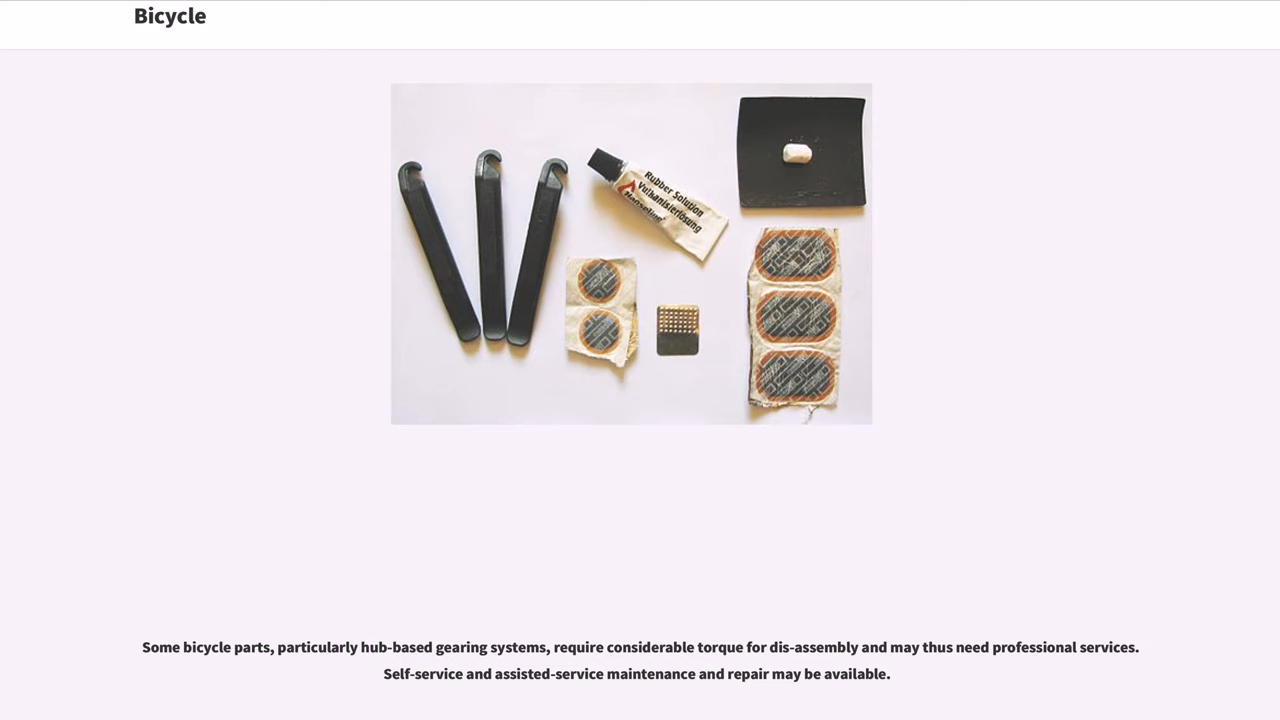 Bicycle
Rubber Solution
Vulkanisierlösung
Hanseline
Some bicycle parts, particularly hub-based gearing systems, require considerable torque for dis-assembly and may thus need professional services.
Self-service and assisted-service maintenance and repair may be available.